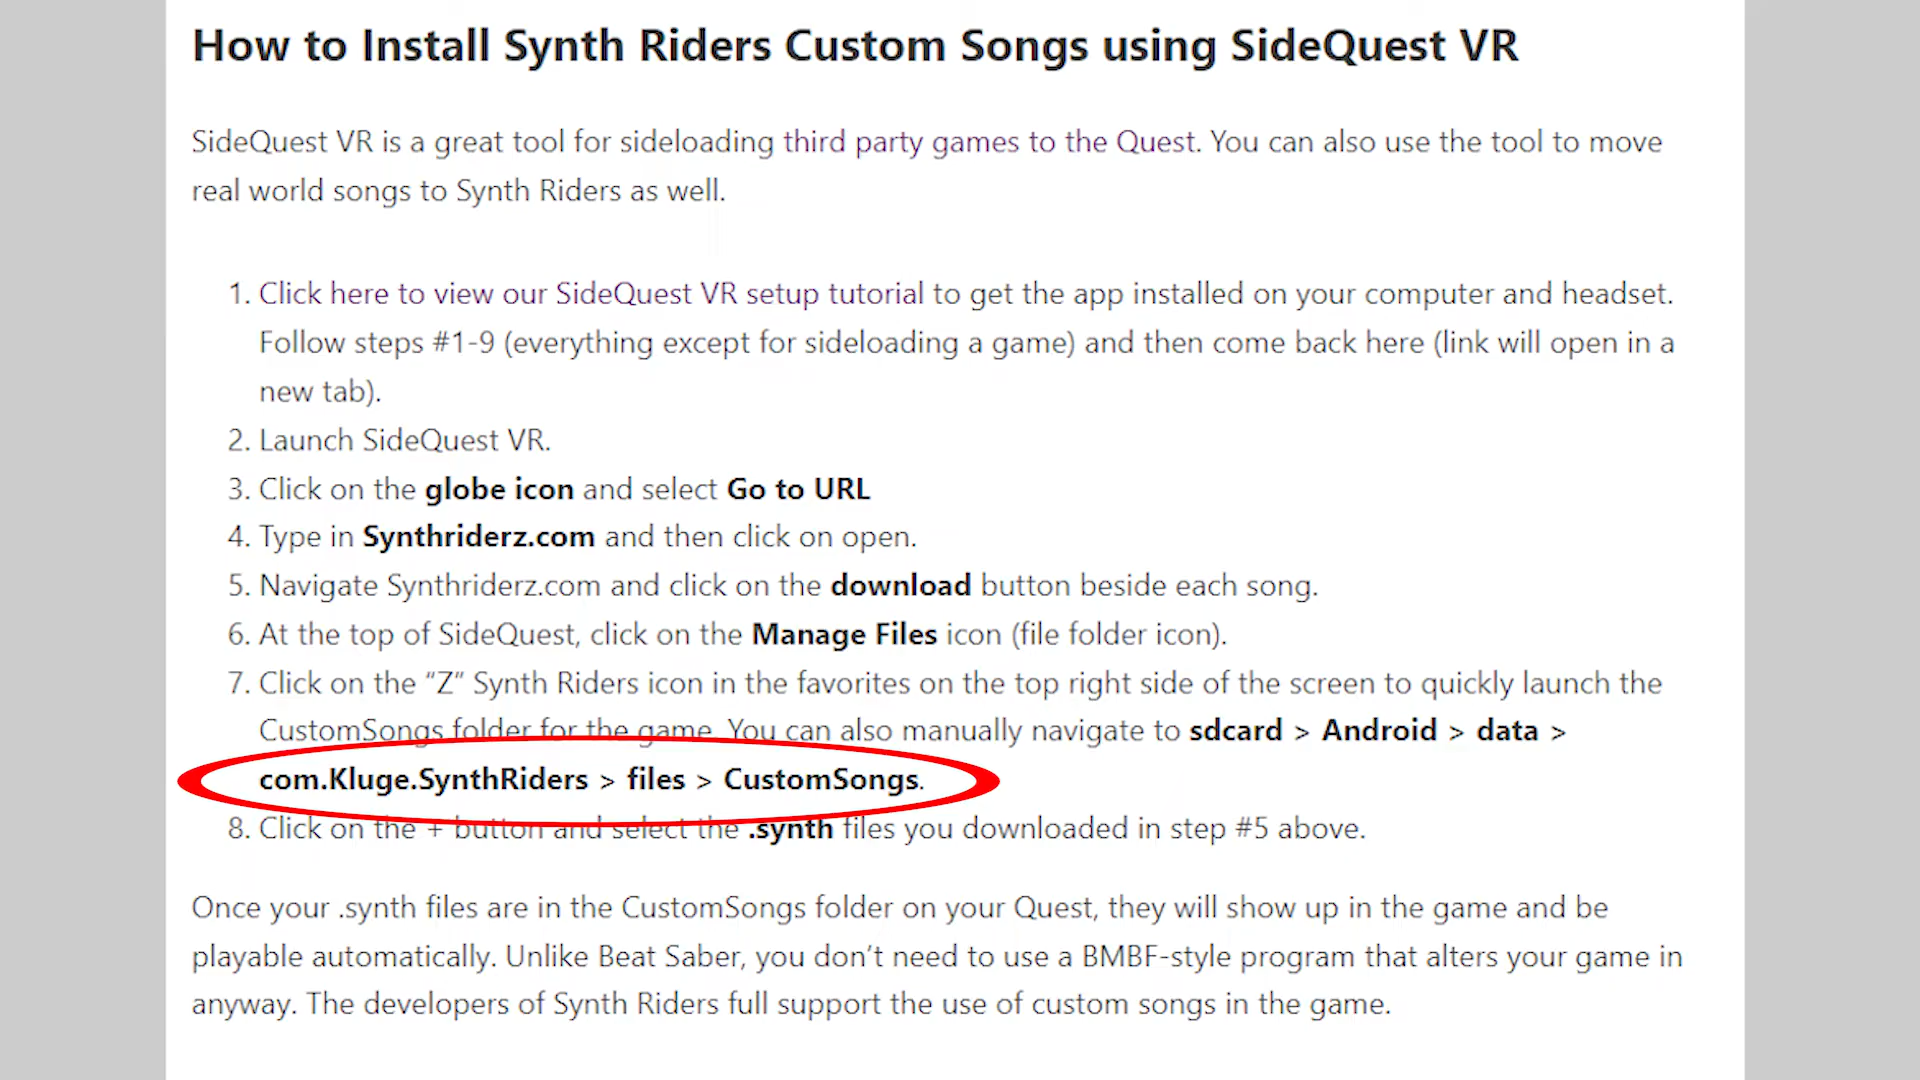 How to Install Synth Riders Custom Songs using SideQuest VR
SideQuest VR is a great tool for sideloading third party games to the Quest. You can also use the tool to move
real world songs to Synth Riders as well.
1. Click here to view our SideQuest VR setup tutorial to get the app installed on your computer and headset.
Follow steps #1-9 (everything except for sideloading a game) and then come back here (link will open in a
new tab).
2. Launch SideQuest VR.
3. Click on the globe icon and select Go to URL
4. Type in Synthriderz.com and then click on open.
5. Navigate Synthriderz.com and click on the download button beside each song.
6. At the top of SideQuest, click on the Manage Files icon (file folder icon).
7. Click on the “Z” Synth Riders icon in the favorites on the top right side of the screen to quickly launch the
CustomSongs folder for the game. You can also manually navigate to sdcard > Android > data >
com.Kluge.SynthRiders > files > CustomSongs.
8. Click on the + button and select the .synth files you downloaded in step #5 above.
Once your .synth files are in the CustomSongs folder on your Quest, they will show up in the game and be
playable automatically. Unlike Beat Saber, you don’t need to use a BMBF-style program that alters your game in
anyway. The developers of Synth Riders full support the use of custom songs in the game.